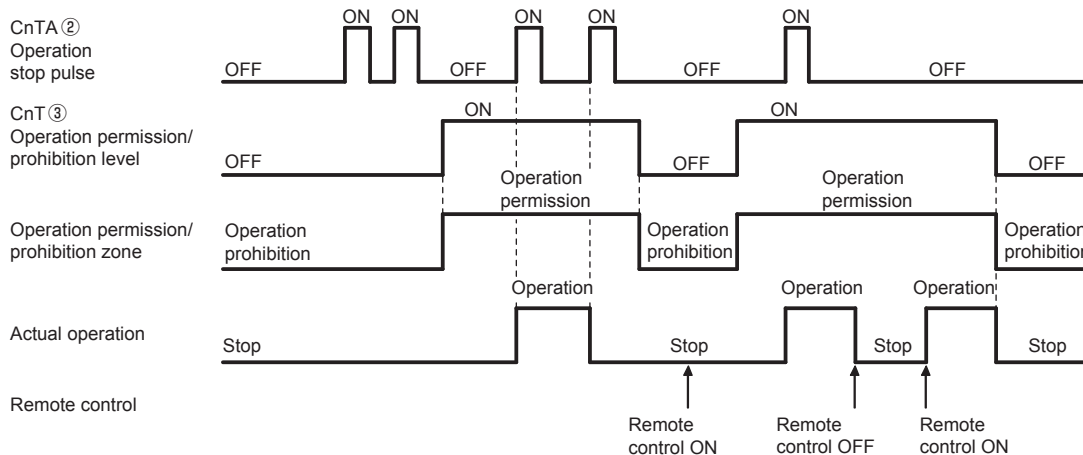 ON ON ON ON ON
CnTA②
Operation
stop pulse
OFF OFF OFF OFF
CnT③
Operation permission/
prohibition level
ON ON
OFF OFF OFF
Operation
permission
Operation
permission
Operation permission/
prohibition zone
Operation
prohibition
Operation
prohibition
Operation
prohibition
Operation Operation Operation
Actual operation
Stop Stop Stop Stop
Remote control
Remote
control ON
Remote
control OFF
Remote
control ON